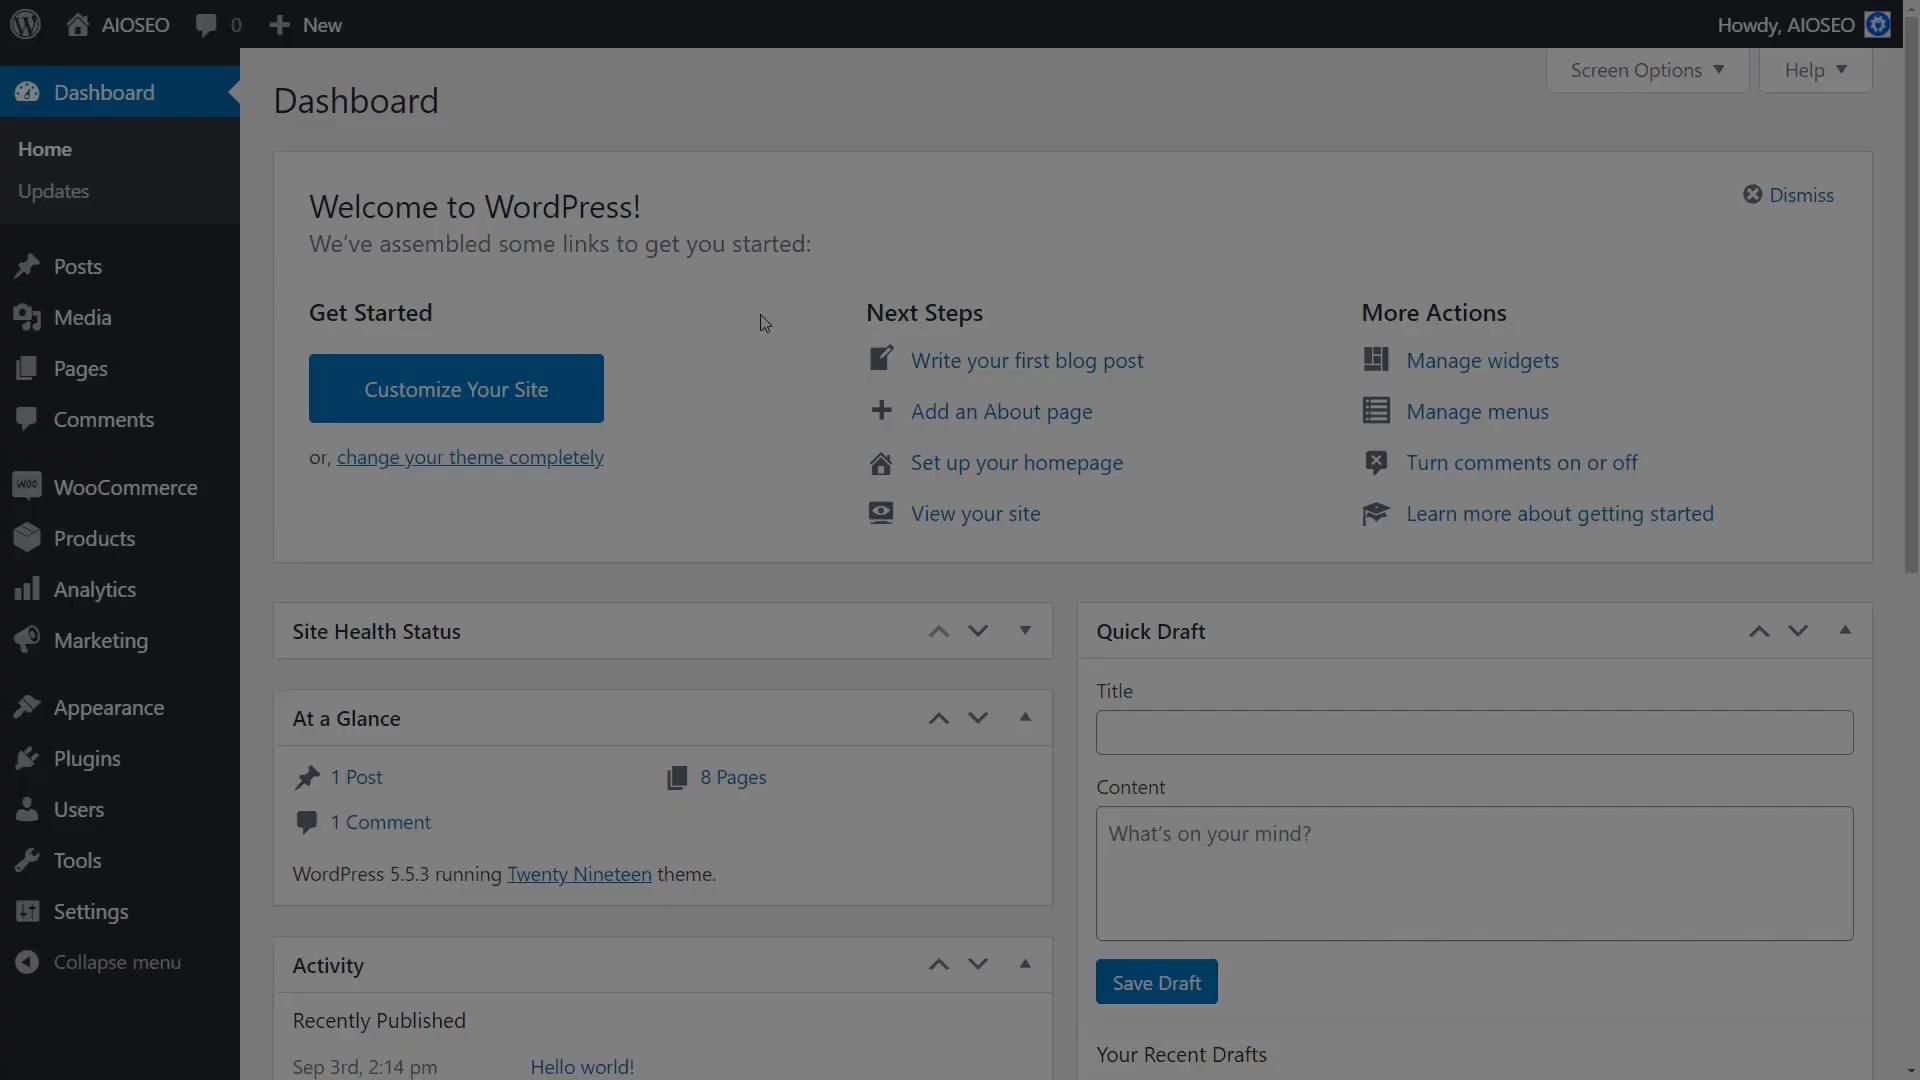 AIOSEO
0
New
Howdy, AIOSEO
Dashboard
Home
Updates
Posts
Media
Pages
Comments
WOO
WooCommerce
Products
Analytics
Marketing
Appearance
Plugins
Users
Tools
Settings
Collapse menu
Screen Options
Help
Dashboard
Welcome to WordPress!
Dismiss
We've assembled some links to get you started:
Get Started
Customize Your Site
or, change your theme completely
Next Steps
Write your first blog post
Add an About page
Set up your homepage
View your site
More Actions
Manage widgets
Manage menus
Turn comments on or off
Learn more about getting started
Site Health Status
At a Glance
1 Post
8 Pages
1 Comment
WordPress 5.5.3 running Twenty Nineteen theme.
Activity
Recently Published
Sep 3rd, 2:14 pm
Hello world!
Quick Draft
Title
Content
What's on your mind?
Save Draft
Your Recent Drafts